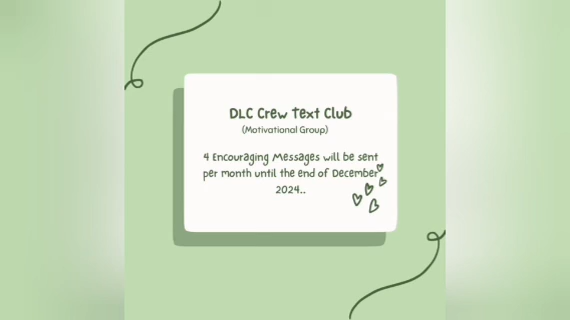 DLC Crew Text Club
(Motivational Group)
4 Encouraging Messages will be sent
per month until the end of December
2024..